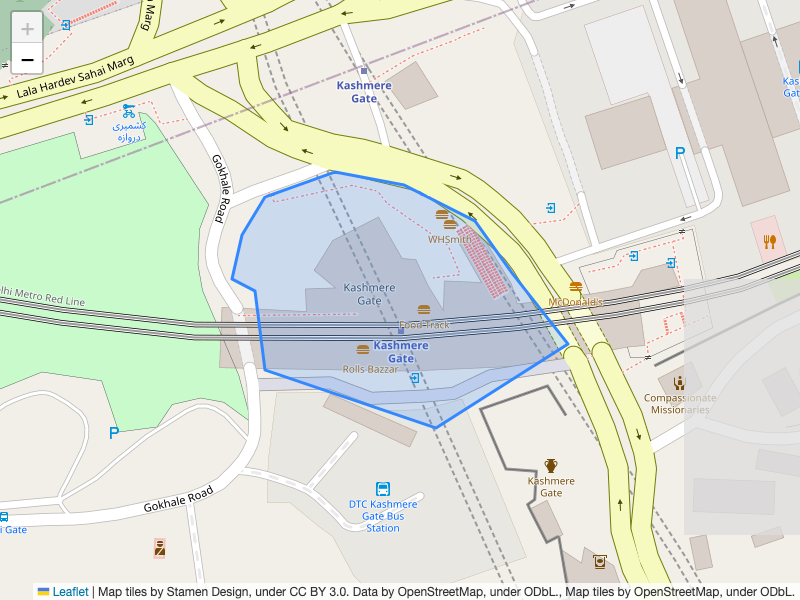 Marg
+
−
Lala Hardev Sahai Marg
Kashmere
Gate
Kas
Gat
کشمیری
دروازہ
P
Gokhale Road
WHSmith
Kashmere
Gate
lhi Metro Red Line
McDonald's
Food Track
Kashmere
Gate
Rolls Bazzar
Compassionate
Missionaries
P
Kashmere
Gate
Gokhale Road
DTC Kashmere
Gate Bus
Station
i Gate
Leaflet | Map tiles by Stamen Design, under CC BY 3.0. Data by OpenStreetMap, under ODbL., Map tiles by OpenStreetMap, under ODbL.